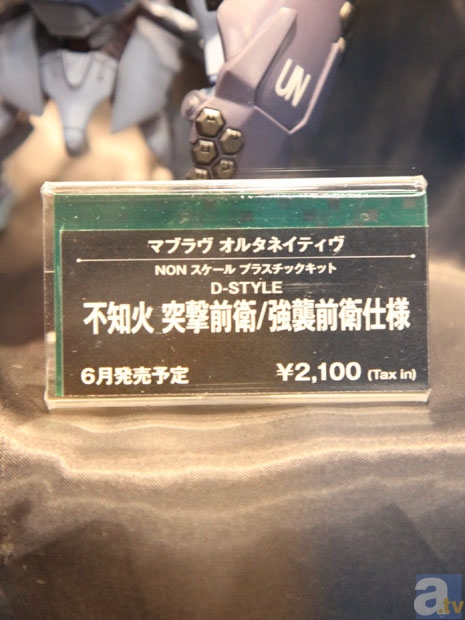 UN
マブラヴ オルタネイティヴ
NON スケール プラスチックキット
D-STYLE
不知火 突撃前衛/強襲前衛仕様
6月発売予定 ¥2,100 (Tax in)
a.tv